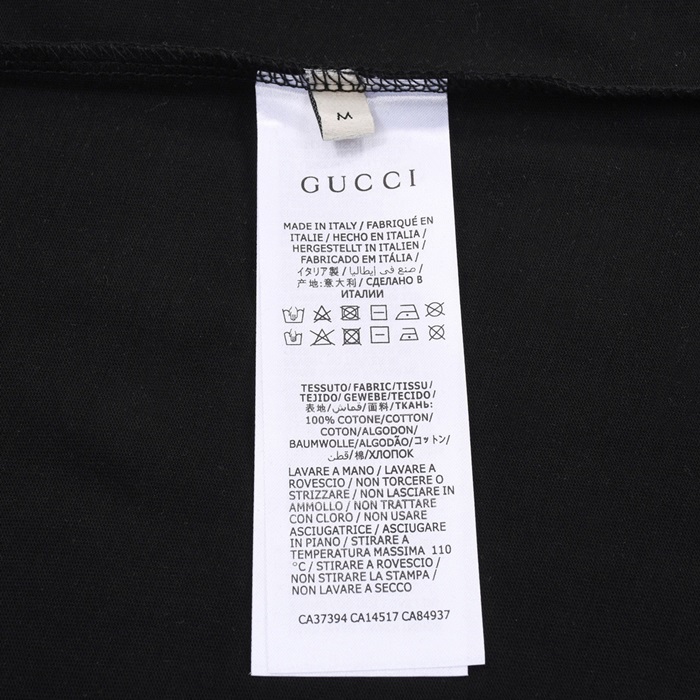 M
GUCCI
MADE IN ITALY / FABRIQUÉ EN
ITALIE / HECHO EN ITALIA /
HERGESTELLT IN ITALIEN /
FABRICADO EM ITÁLIA /
イタリア製 / صنع في إيطاليا /
产地:意大利 / СДЕЛАНО В
ИТАЛИИ
TESSUTO/ FABRIC/TISSU/
TEJIDO/ GEWEBE/TECIDO/
表地/قماش/面料/ТКАНЬ:
100% COTONE/COTTON/
COTON/ALGODON/
BAUMWOLLE/ALGODÃO/コットン/
قطن/棉/ХЛОПОК
LAVARE A MANO / LAVARE A
ROVESCIO / NON TORCERE O
STRIZZARE / NON LASCIARE IN
AMMOLLO / NON TRATTARE
CON CLORO / NON USARE
ASCIUGATRICE / ASCIUGARE
IN PIANO / STIRARE A
TEMPERATURA MASSIMA 110
°C / STIRARE A ROVESCIO /
NON STIRARE LA STAMPA /
NON LAVARE A SECCO
CA37394 CA14517 CA84937